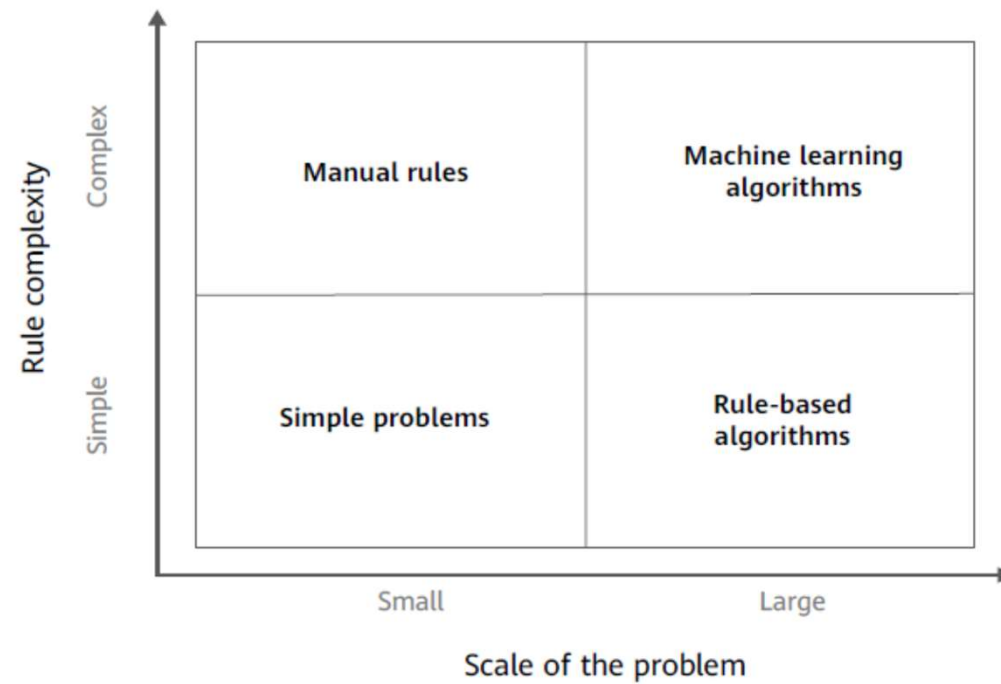 Rule complexity
Complex
Simple
Manual rules
Machine learning
algorithms
Simple problems
Rule-based
algorithms
Small
Large
Scale of the problem